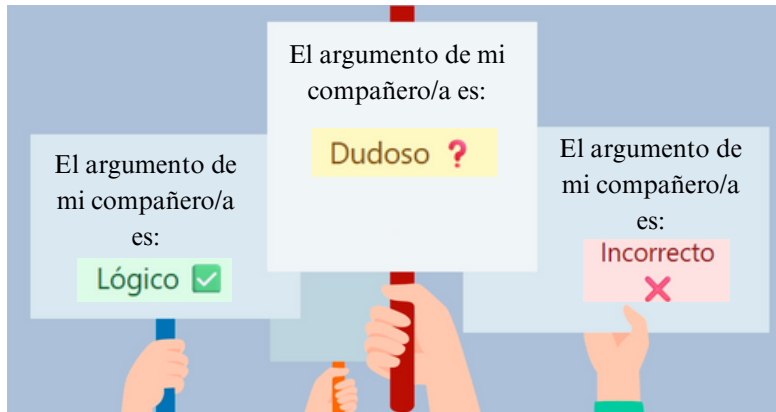 El argumento de
mi compañero/a
es:
Lógico ✅
El argumento de mi
compañero/a es:
Dudoso ❓
El argumento de
mi compañero/a
es:
Incorrecto
❌